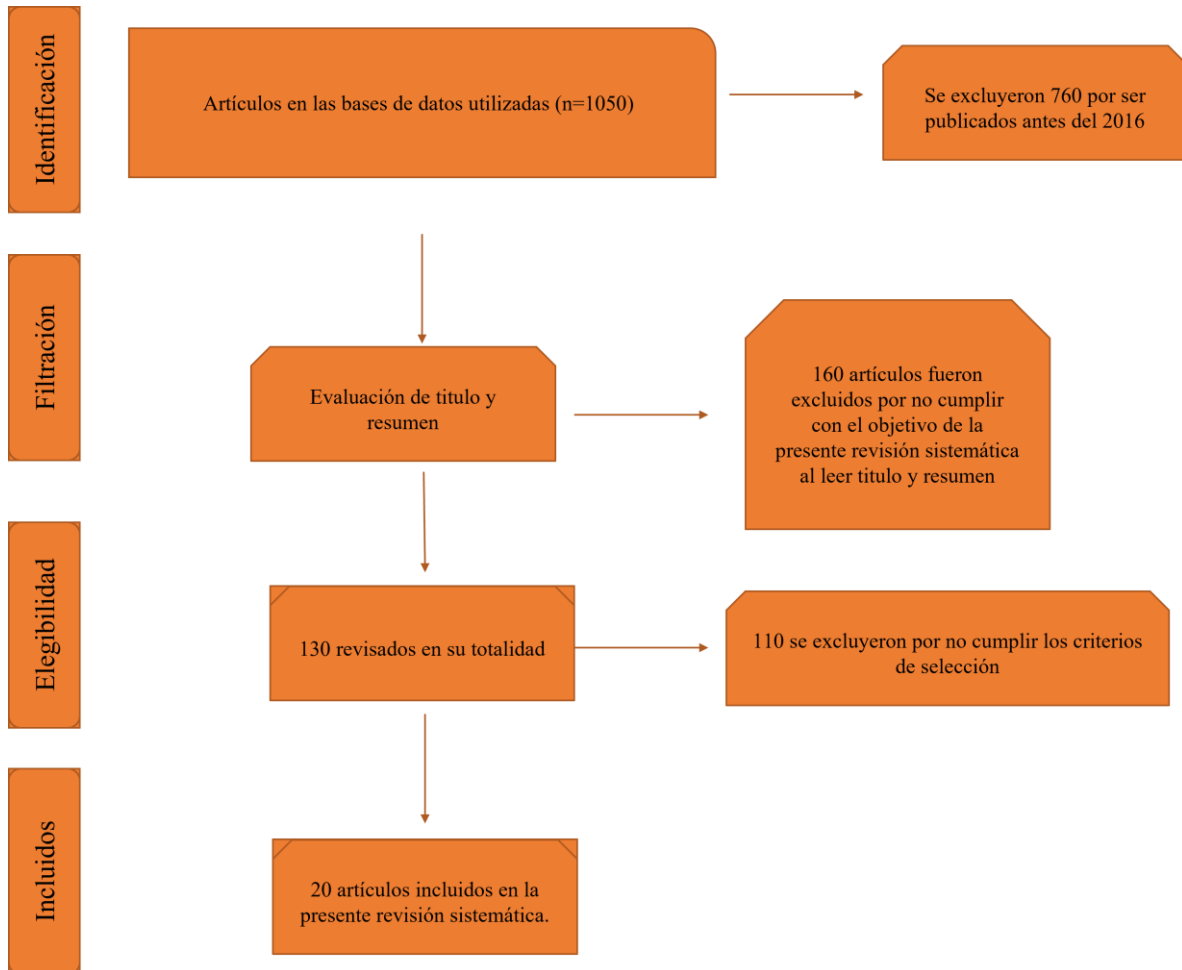 Identificación
Artículos en las bases de datos utilizadas (n=1050)
Se excluyeron 760 por ser
publicados antes del 2016
Filtración
Evaluación de titulo y
resumen
160 artículos fueron
excluidos por no cumplir
con el objetivo de la
presente revisión sistemática
al leer titulo y resumen
Elegibilidad
130 revisados en su totalidad
110 se excluyeron por no cumplir los criterios
de selección
Incluidos
20 artículos incluidos en la
presente revisión sistemática.